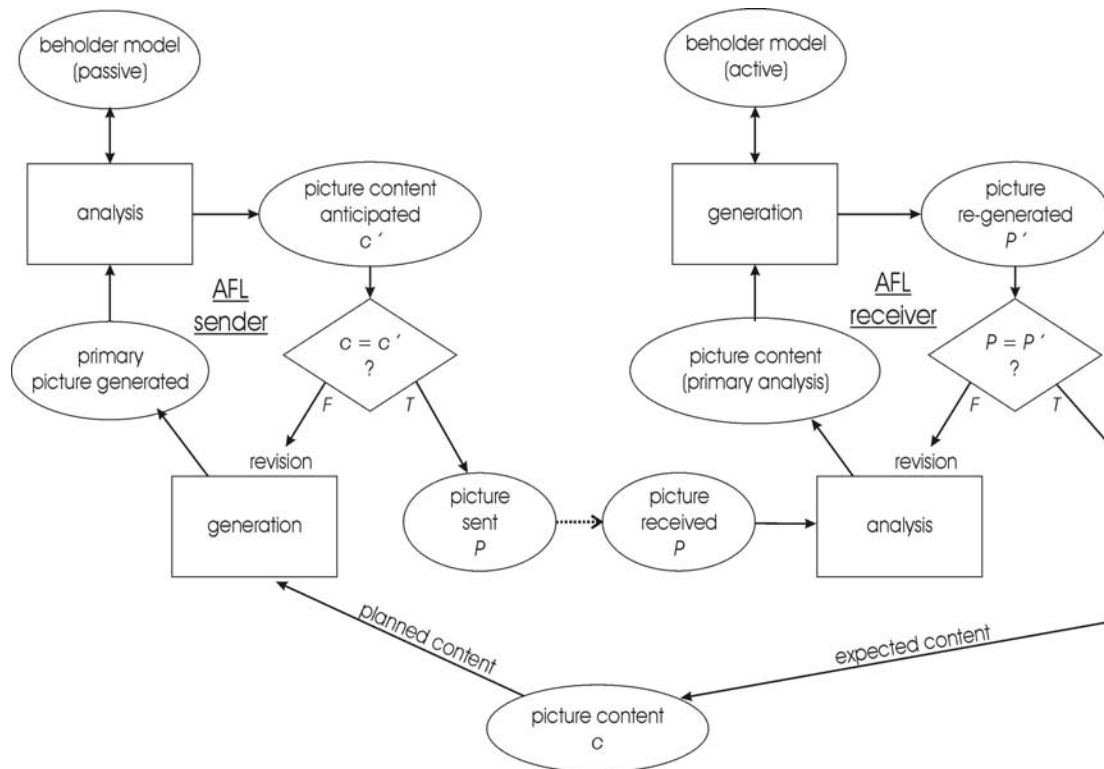 beholder model
(passive)
analysis
picture content
anticipated
c ′
AFL
sender
primary
picture generated
c = c ′
?
F
T
revision
generation
picture
sent
P
beholder model
(active)
generation
picture
re-generated
P ′
AFL
receiver
picture content
(primary analysis)
P = P ′
?
F
T
revision
picture
received
P
analysis
planned content
expected content
picture content
c